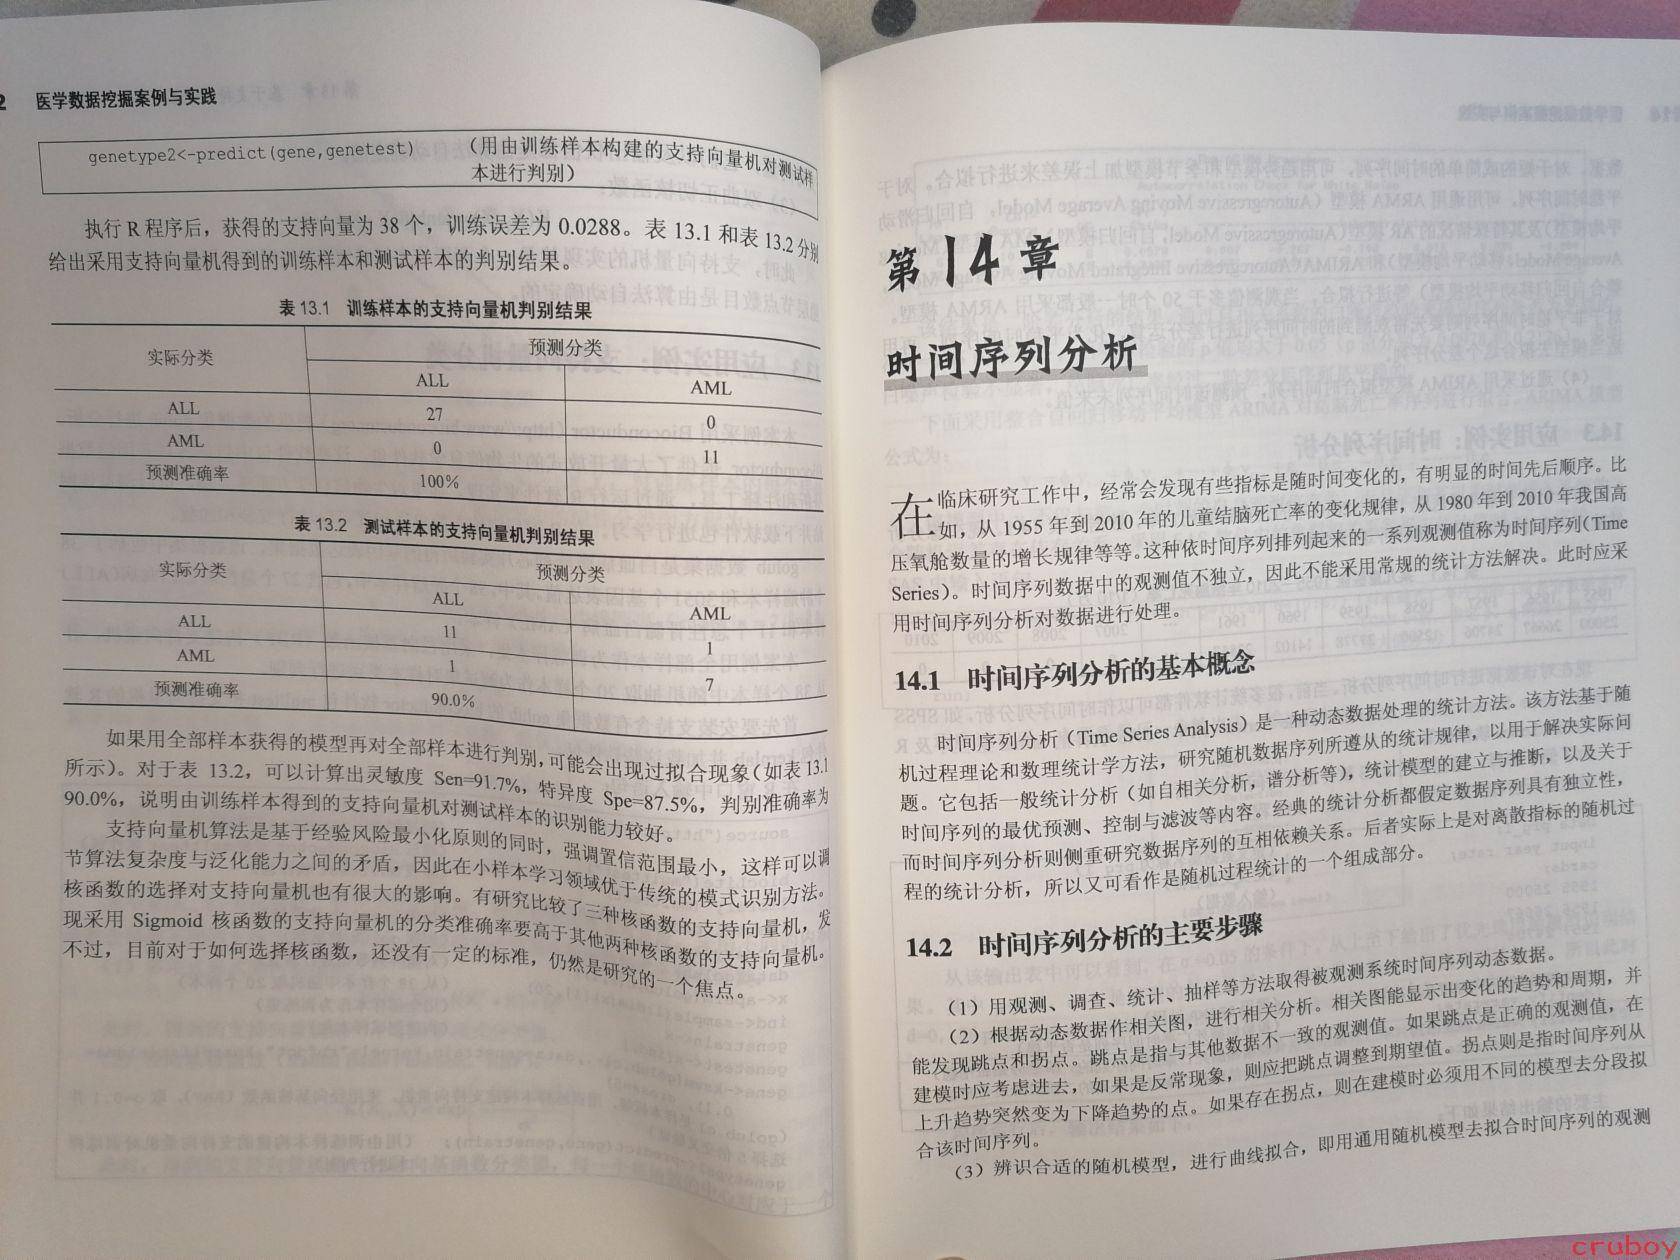 2 医学数据挖掘案例与实践
genetype2<-predict(gene,genetest) （用由训练样本构建的支持向量机对测试样
本进行判别）
执行 R 程序后，获得的支持向量为 38 个，训练误差为 0.0288。表 13.1 和表 13.2 分别
给出采用支持向量机得到的训练样本和测试样本的判别结果。
表 13.1 训练样本的支持向量机判别结果
实际分类 预测分类
ALL AML
ALL 27 0
AML 0 11
预测准确率 100%
表 13.2 测试样本的支持向量机判别结果
实际分类 预测分类
ALL AML
ALL 11 1
AML 1 7
预测准确率 90.0%
如果用全部样本获得的模型再对全部样本进行判别，可能会出现过拟合现象（如表 13.1
所示）。对于表 13.2，可以计算出灵敏度 Sen=91.7%，特异度 Spe=87.5%，判别准确率为
90.0%，说明由训练样本得到的支持向量机对测试样本的识别能力较好。
支持向量机算法是基于经验风险最小化原则的同时，强调置信范围最小，这样可以调
节算法复杂度与泛化能力之间的矛盾，因此在小样本学习领域优于传统的模式识别方法。
核函数的选择对支持向量机也有很大的影响。有研究比较了三种核函数的支持向量机，发
现采用 Sigmoid 核函数的支持向量机的分类准确率要高于其他两种核函数的支持向量机。
不过，目前对于如何选择核函数，还没有一定的标准，仍然是研究的一个焦点。
第 14 章
时间序列分析
在临床研究工作中，经常会发现有些指标是随时间变化的，有明显的时间先后顺序。比
如，从 1955 年到 2010 年的儿童结脑死亡率的变化规律，从 1980 年到 2010 年我国高
压氧舱数量的增长规律等等。这种依时间序列排列起来的一系列观测值称为时间序列(Time
Series）。时间序列数据中的观测值不独立，因此不能采用常规的统计方法解决。此时应采
用时间序列分析对数据进行处理。
14.1 时间序列分析的基本概念
时间序列分析（Time Series Analysis）是一种动态数据处理的统计方法。该方法基于随
机过程理论和数理统计学方法，研究随机数据序列所遵从的统计规律，以用于解决实际问
题。它包括一般统计分析（如自相关分析，谱分析等），统计模型的建立与推断，以及关于
时间序列的最优预测、控制与滤波等内容。经典的统计分析都假定数据序列具有独立性，
而时间序列分析则侧重研究数据序列的互相依赖关系。后者实际上是对离散指标的随机过
程的统计分析，所以又可看作是随机过程统计的一个组成部分。
14.2 时间序列分析的主要步骤
（1）用观测、调查、统计、抽样等方法取得被观测系统时间序列动态数据。
（2）根据动态数据作相关图，进行相关分析。相关图能显示出变化的趋势和周期，并
能发现跳点和拐点。跳点是指与其他数据不一致的观测值。如果跳点是正确的观测值，在
建模时应考虑进去，如果是反常现象，则应把跳点调整到期望值。拐点则是指时间序列从
上升趋势突然变为下降趋势的点。如果存在拐点，则在建模时必须用不同的模型去分段拟
合该时间序列。
（3）辨识合适的随机模型，进行曲线拟合，即用通用随机模型去拟合时间序列的观测
cruboy